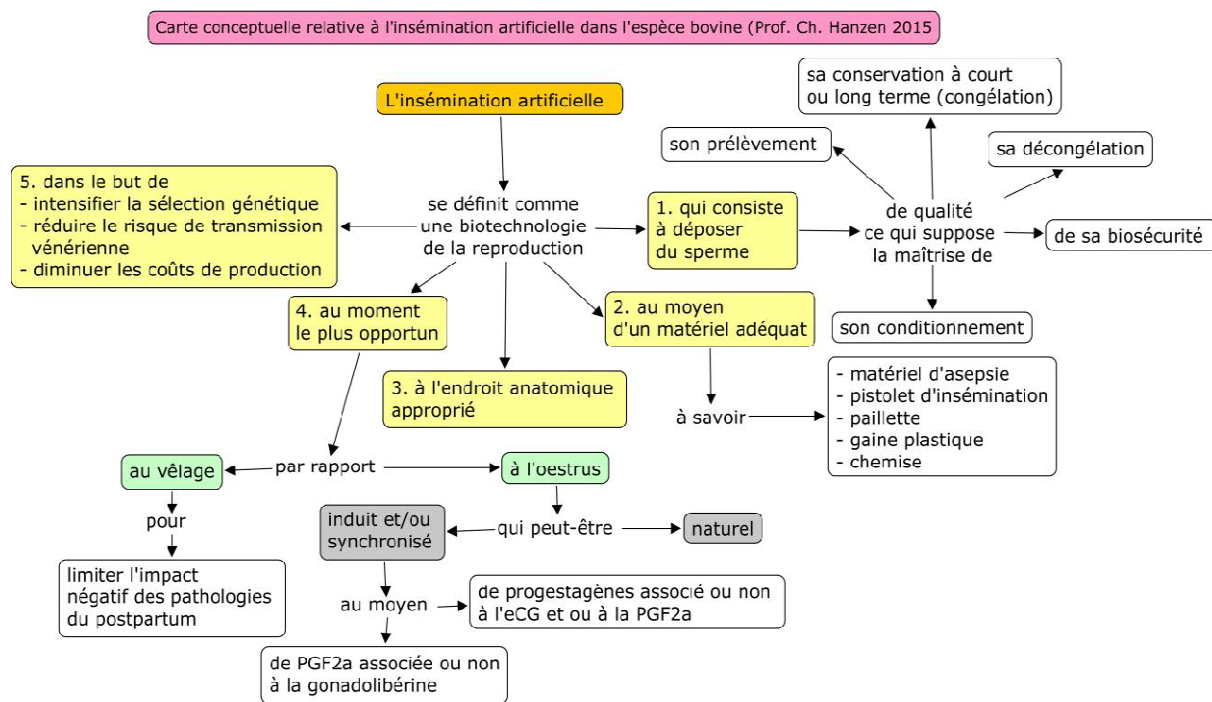 Carte conceptuelle relative à l'insémination artificielle dans l'espèce bovine (Prof. Ch. Hanzen 2015
L'insémination artificielle
sa conservation à court
ou long terme (congélation)
son prélèvement
sa décongélation
5. dans le but de
- intensifier la sélection génétique
- réduire le risque de transmission
vénérienne
- diminuer les coûts de production
se définit comme
une biotechnologie
de la reproduction
1. qui consiste
à déposer
du sperme
de qualité
ce qui suppose
la maîtrise de
de sa biosécurité
4. au moment
le plus opportun
2. au moyen
d'un matériel adéquat
son conditionnement
3. à l'endroit anatomique
approprié
à savoir
- matériel d'asepsie
- pistolet d'insémination
- paillette
- gaine plastique
- chemise
au vêlage
par rapport
à l'oestrus
pour
induit et/ou
synchronisé
qui peut-être
naturel
limiter l'impact
négatif des pathologies
du postpartum
au moyen
de progestagènes associé ou non
à l'eCG et ou à la PGF2a
de PGF2a associée ou non
à la gonadolibérine